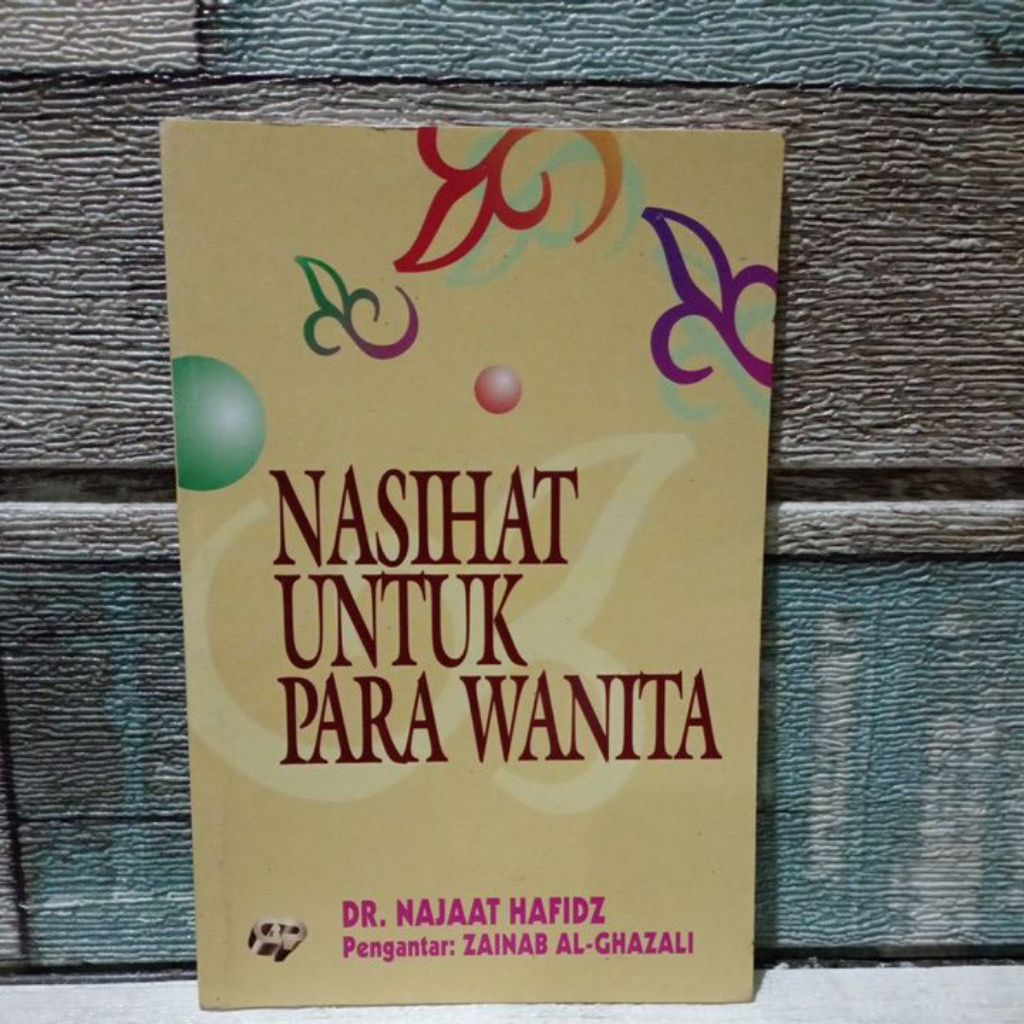 NASIHAT
UNTUK
PARA WANITA
DR. NAJAAT HAFIDZ
Pengantar: ZAINAB AL-GHAZALI